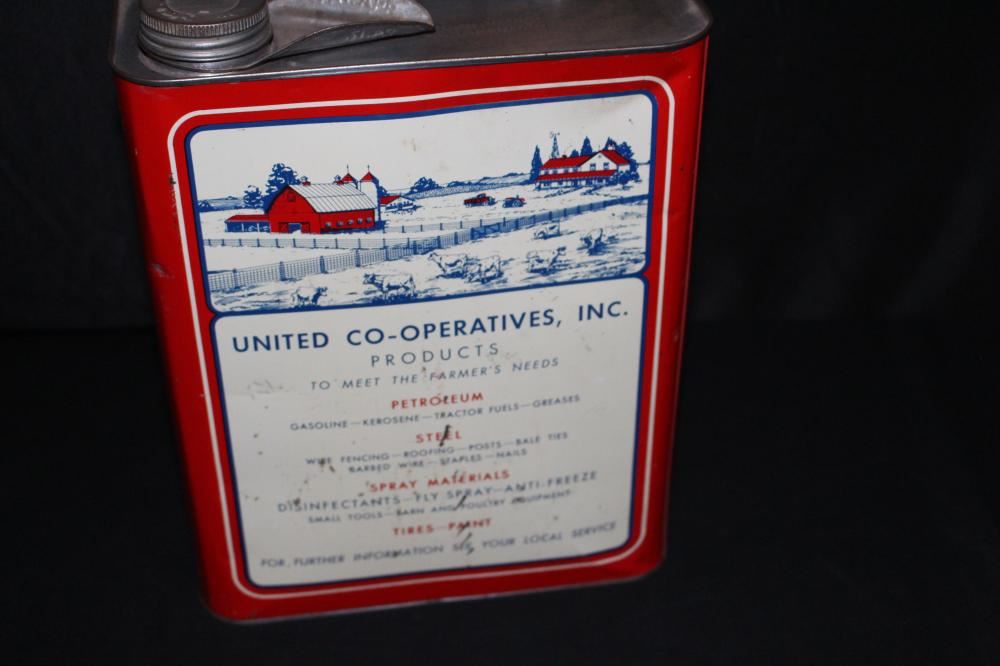 UNITED CO-OPERATIVES, INC.
PRODUCTS
TO MEET THE FARMER'S NEEDS
PETROLEUM
GASOLINE—KEROSENE—TRACTOR FUELS—GREASES
STEEL
WIRE FENCING—ROOFING—POSTS—BALE TIES
BARBED WIRE—STAPLES—NAILS
SPRAY MATERIALS
DISINFECTANTS—FLY SPRAY—ANTI-FREEZE
SMALL TOOLS—BARN AND POULTRY EQUIPMENT
TIRES—PAINT
FOR FURTHER INFORMATION SEE YOUR LOCAL SERVICE